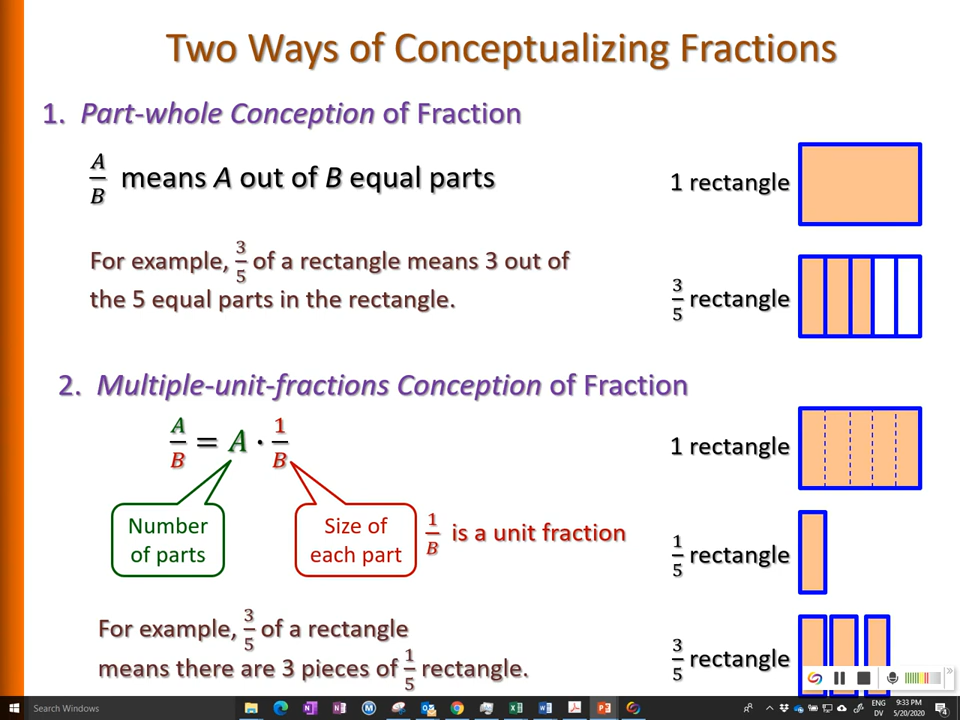 Two Ways of Conceptualizing Fractions
1. Part-whole Conception of Fraction
A/B means A out of B equal parts
1 rectangle
For example, 3/5 of a rectangle means 3 out of
the 5 equal parts in the rectangle.
3/5 rectangle
2. Multiple-unit-fractions Conception of Fraction
A/B = A · 1/B
1 rectangle
Number
of parts
Size of
each part
1/B is a unit fraction
1/5 rectangle
For example, 3/5 of a rectangle
means there are 3 pieces of 1/5 rectangle.
3/5 rectangle
Search Windows
ENG
DV
9:33 PM
5/20/2020